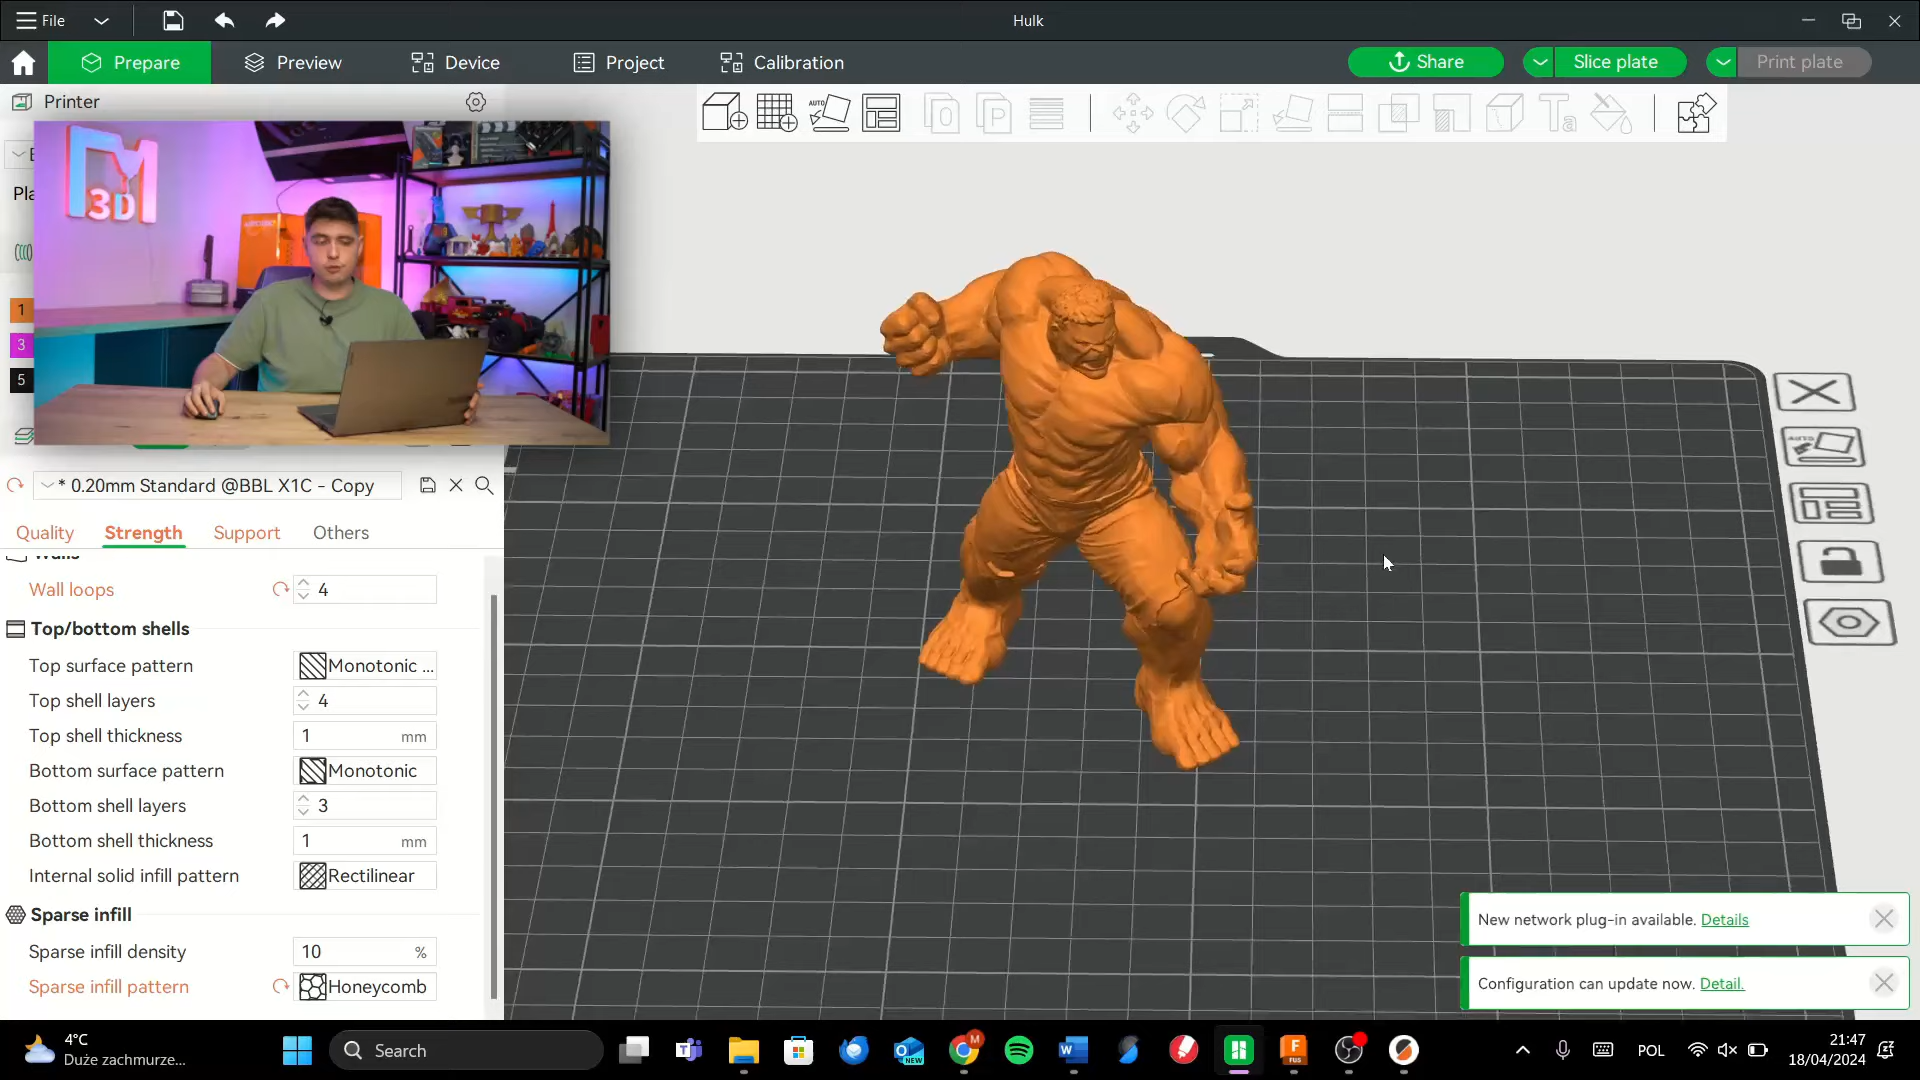 File
Hulk
Prepare
Preview
Device
Project
Calibration
Share
Slice plate
Print plate
Printer
AUTO
3D
Pla
1
3
5
* 0.20mm Standard @BBL X1C - Copy
Quality
Strength
Support
Others
Walls
Wall loops
4
Top/bottom shells
Top surface pattern
Monotonic ...
Top shell layers
4
Top shell thickness
1 mm
Bottom surface pattern
Monotonic
Bottom shell layers
3
Bottom shell thickness
1 mm
Internal solid infill pattern
Rectilinear
Sparse infill
Sparse infill density
10 %
Sparse infill pattern
Honeycomb
AUTO
New network plug-in available. Details
Configuration can update now. Detail.
4°C
Duże zachmurze...
Search
NEW
M
FUS
POL
21:47
18/04/2024